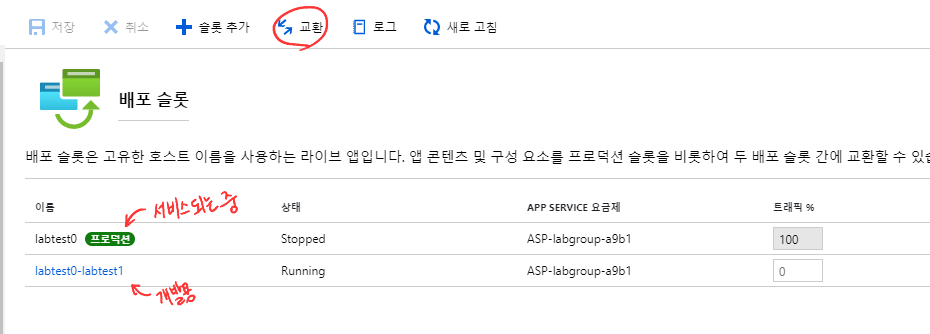 저장 취소 슬롯 추가 교환 로그 새로 고침
배포 슬롯
배포 슬롯은 고유한 호스트 이름을 사용하는 라이브 앱입니다. 앱 콘텐츠 및 구성 요소를 프로덕션 슬롯을 비롯하여 두 배포 슬롯 간에 교환할 수 있습
서비스되는 중
이름 상태 APP SERVICE 요금제 트래픽 %
labtest0 프로덕션 Stopped ASP-labgroup-a9b1 100
labtest0-labtest1 Running ASP-labgroup-a9b1 0
개발용